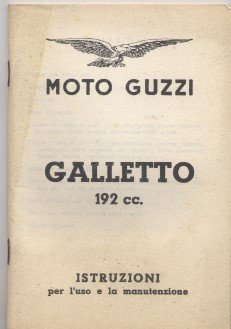 MOTO GUZZI
GALLETTO
192 cc.
ISTRUZIONI
per l'uso e la manutenzione